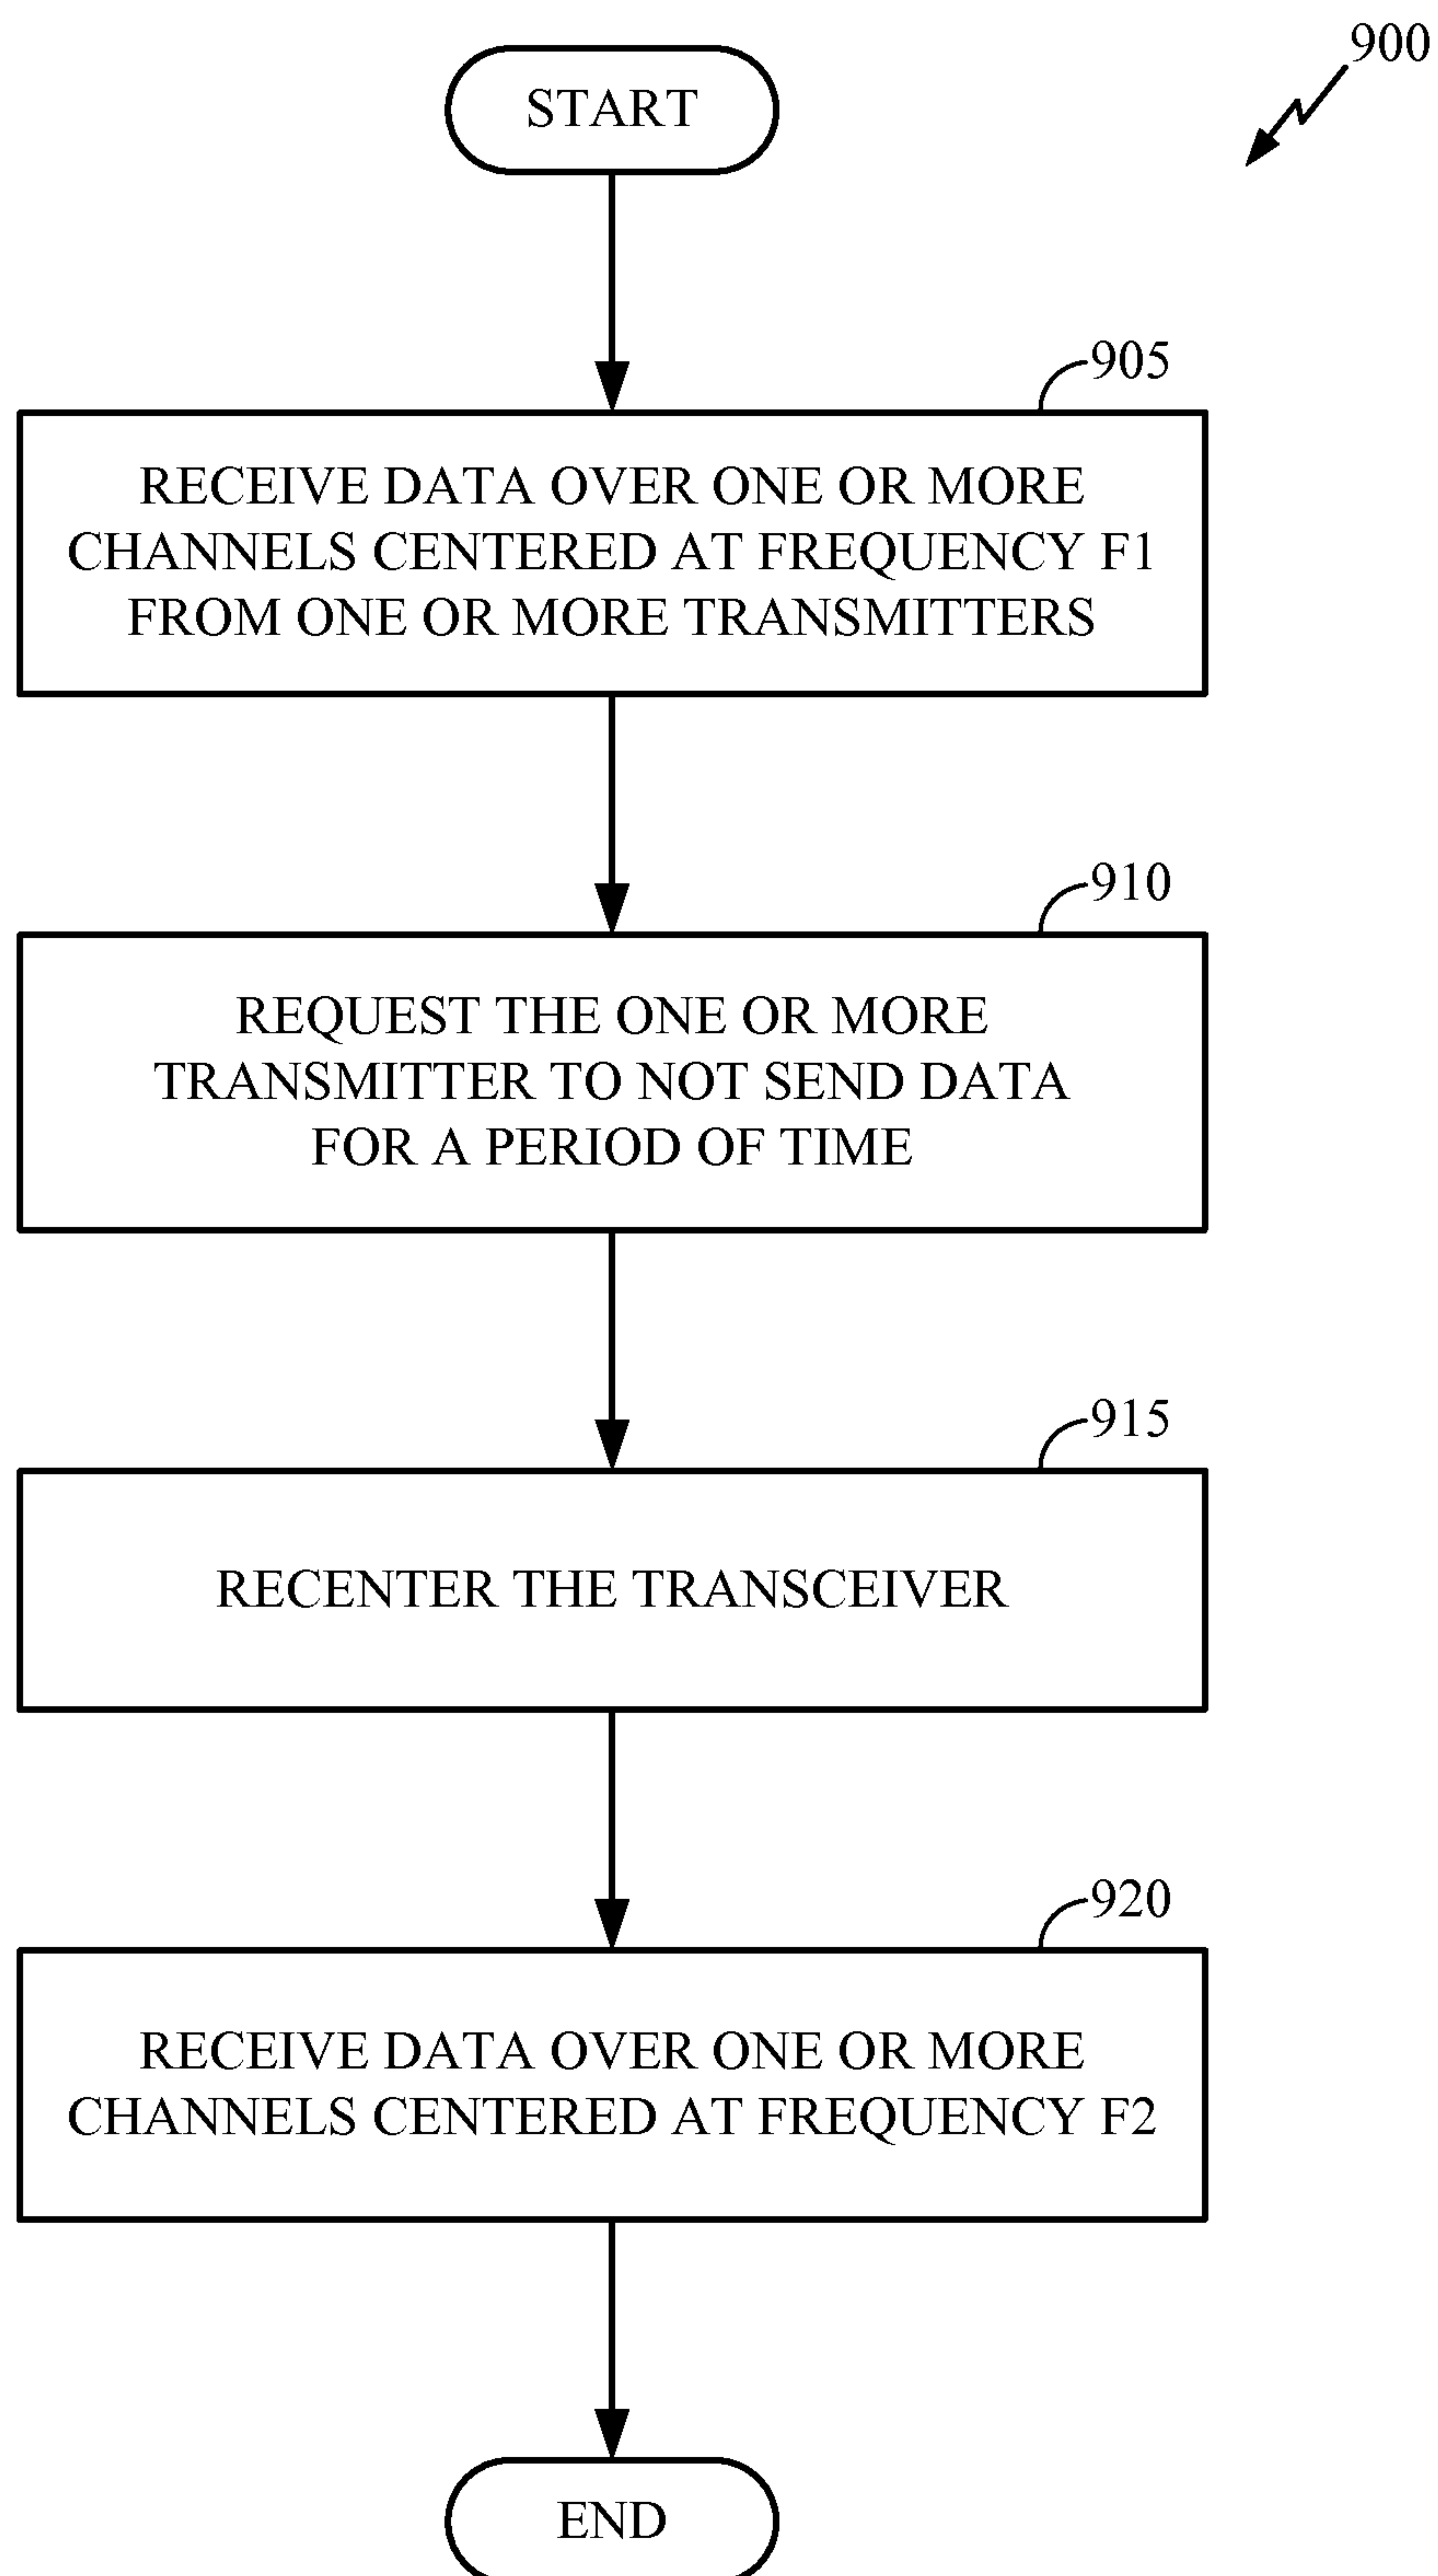 900
START
905
RECEIVE DATA OVER ONE OR MORE
CHANNELS CENTERED AT FREQUENCY F1
FROM ONE OR MORE TRANSMITTERS
910
REQUEST THE ONE OR MORE
TRANSMITTER TO NOT SEND DATA
FOR A PERIOD OF TIME
915
RECENTER THE TRANSCEIVER
920
RECEIVE DATA OVER ONE OR MORE
CHANNELS CENTERED AT FREQUENCY F2
END